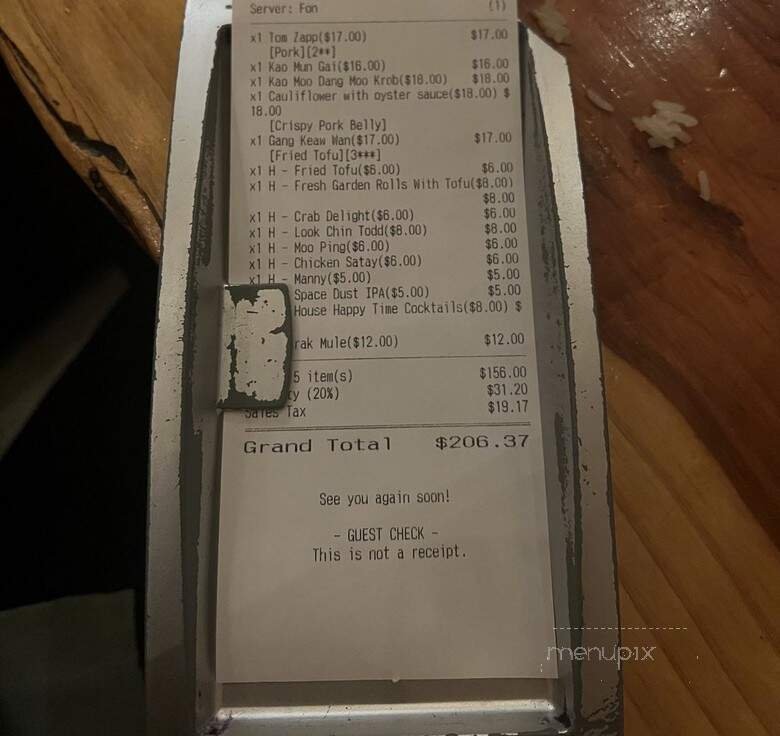 Server: Fon (1)
x1 Tom Zapp($17.00) $17.00
[Pork][2**]
x1 Kao Mun Gai($16.00) $16.00
x1 Kao Moo Dang Moo Krob($18.00) $18.00
x1 Cauliflower with oyster sauce($18.00) $
18.00
[Crispy Pork Belly]
x1 Gang Keaw Wan($17.00) $17.00
[Fried Tofu][3***]
x1 H - Fried Tofu($6.00) $6.00
x1 H - Fresh Garden Rolls With Tofu($8.00)
$8.00
x1 H - Crab Delight($6.00) $6.00
x1 H - Look Chin Todd($8.00) $8.00
x1 H - Moo Ping($6.00) $6.00
x1 H - Chicken Satay($6.00) $6.00
x1 H - Manny($5.00) $5.00
Space Dust IPA($5.00) $5.00
House Happy Time Cocktails($8.00) $
rak Mule($12.00) $12.00
5 item(s) $156.00
ty (20%) $31.20
Sales Tax $19.17
Grand Total $206.37
See you again soon!
- GUEST CHECK -
This is not a receipt.
menupix